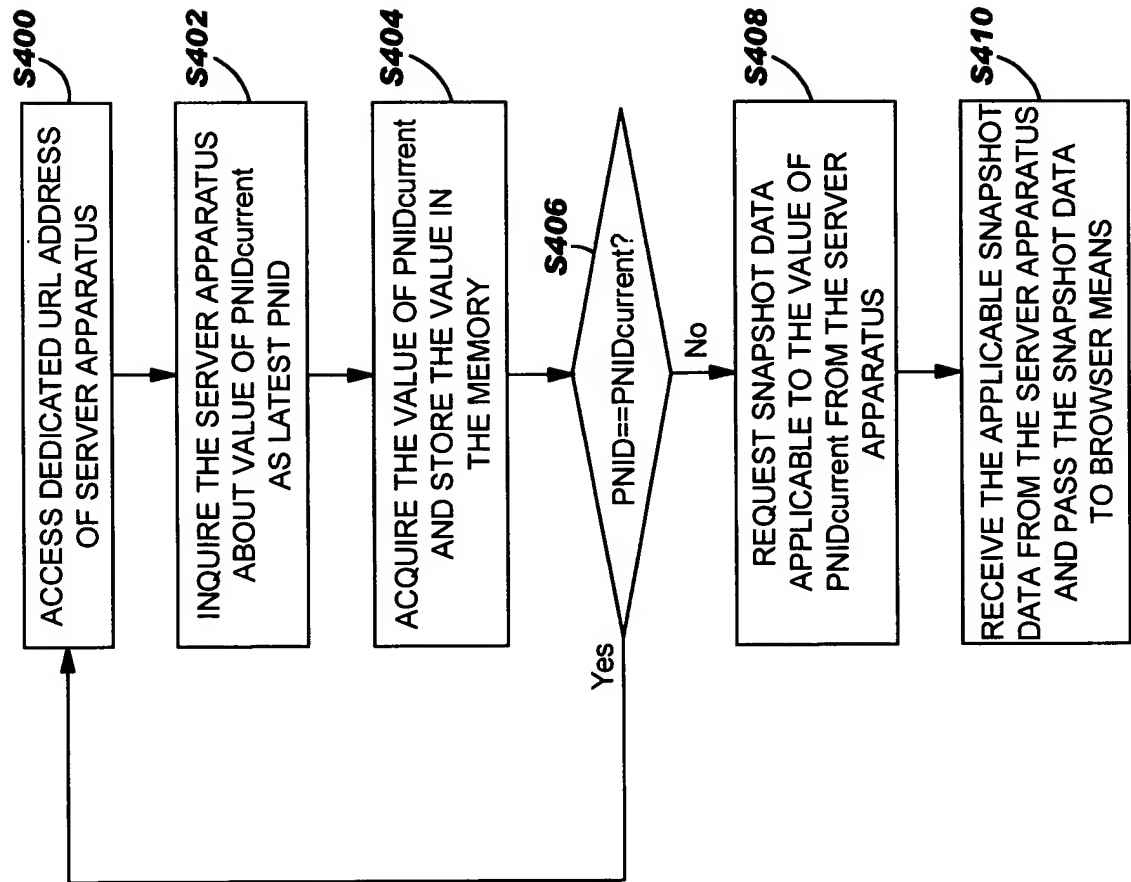 S400
ACCESS DEDICATED URL ADDRESS
OF SERVER APPARATUS
S402
INQUIRE THE SERVER APPARATUS
ABOUT VALUE OF PNIDcurrent
AS LATEST PNID
S404
ACQUIRE THE VALUE OF PNIDcurrent
AND STORE THE VALUE IN
THE MEMORY
S406
PNID==PNIDcurrent?
Yes
No
S408
REQUEST SNAPSHOT DATA
APPLICABLE TO THE VALUE OF
PNIDcurrent FROM THE SERVER
APPARATUS
S410
RECEIVE THE APPLICABLE SNAPSHOT
DATA FROM THE SERVER APPARATUS
AND PASS THE SNAPSHOT DATA
TO BROWSER MEANS